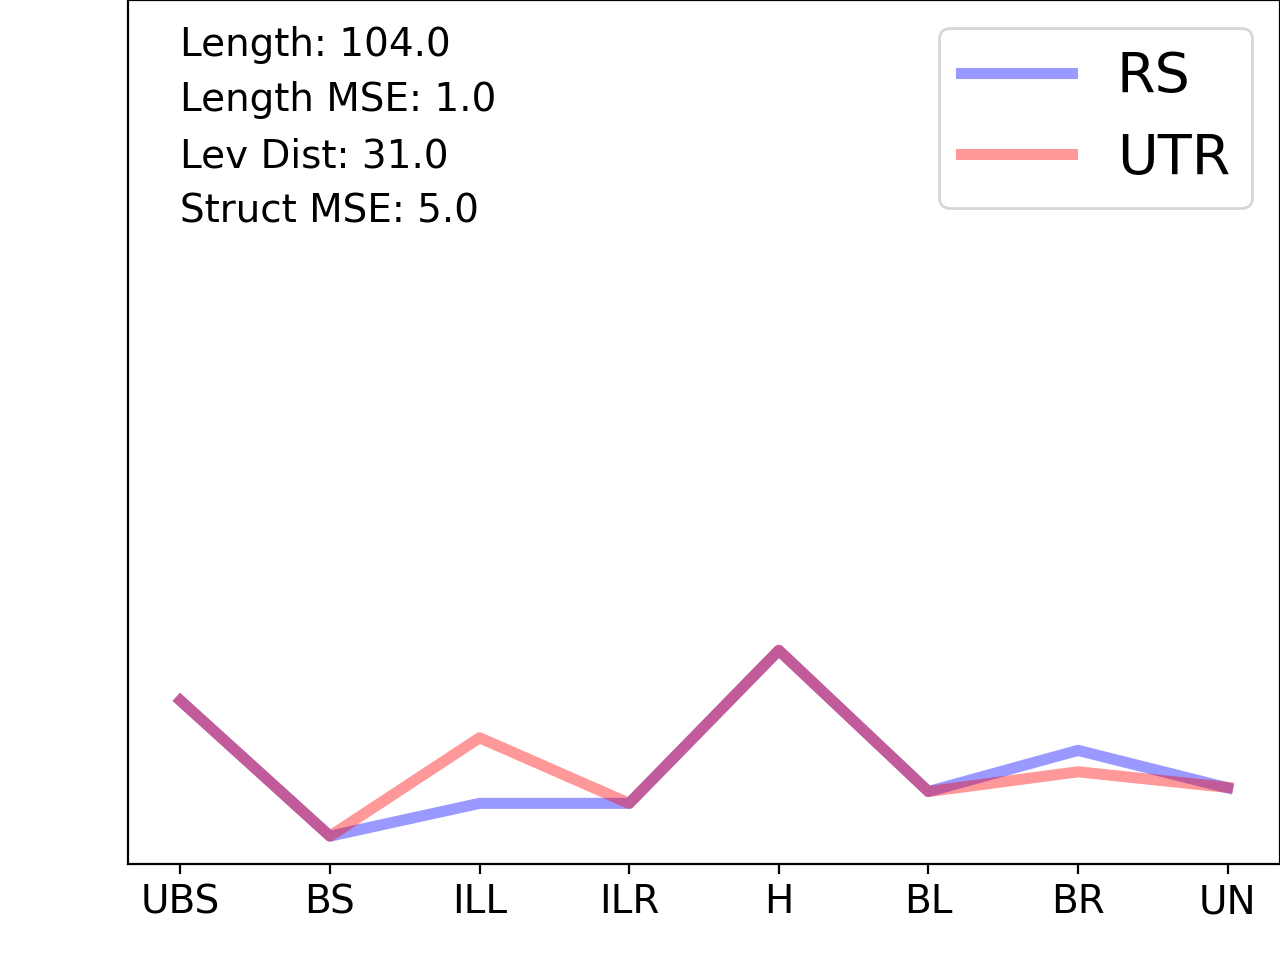 Length: 104.0
Length MSE: 1.0
Lev Dist: 31.0
Struct MSE: 5.0
RS
UTR
UBS BS ILL ILR H BL BR UN